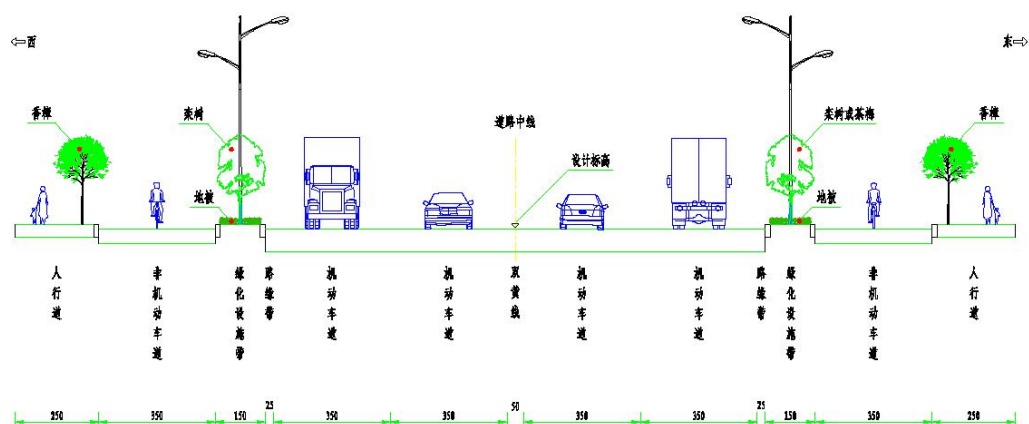 西
东
香樟
栾树
道路中线
栾树或
香樟
设计标高
地被
地被
人行道
非机动车道
绿化设施带
路缘带
机动车道
机动车道
双黄线
机动车道
机动车道
路缘带
绿化设施带
非机动车道
人行道
250
350
150
25
350
350
50
350
350
25
150
350
250